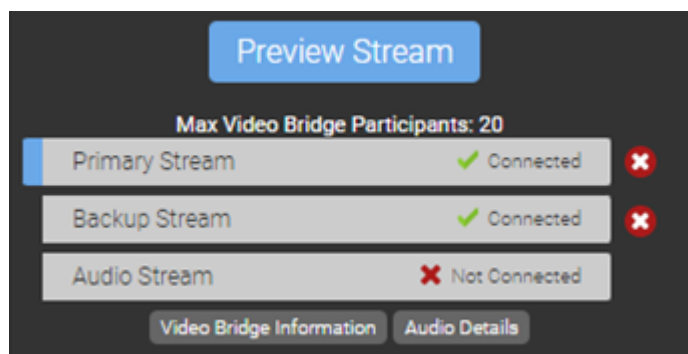 Preview Stream
Max Video Bridge Participants: 20
Primary Stream Connected
Backup Stream Connected
Audio Stream Not Connected
Video Bridge Information Audio Details